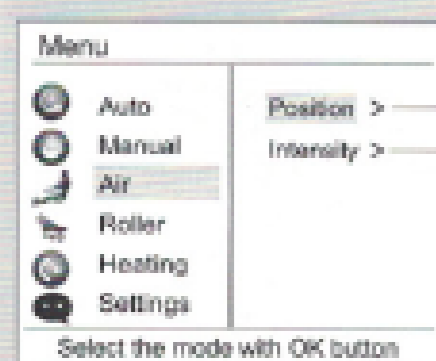 Menu
Auto
Manual
Air
Roller
Heating
Settings
Position >
Intensity >
Select the mode with OK button